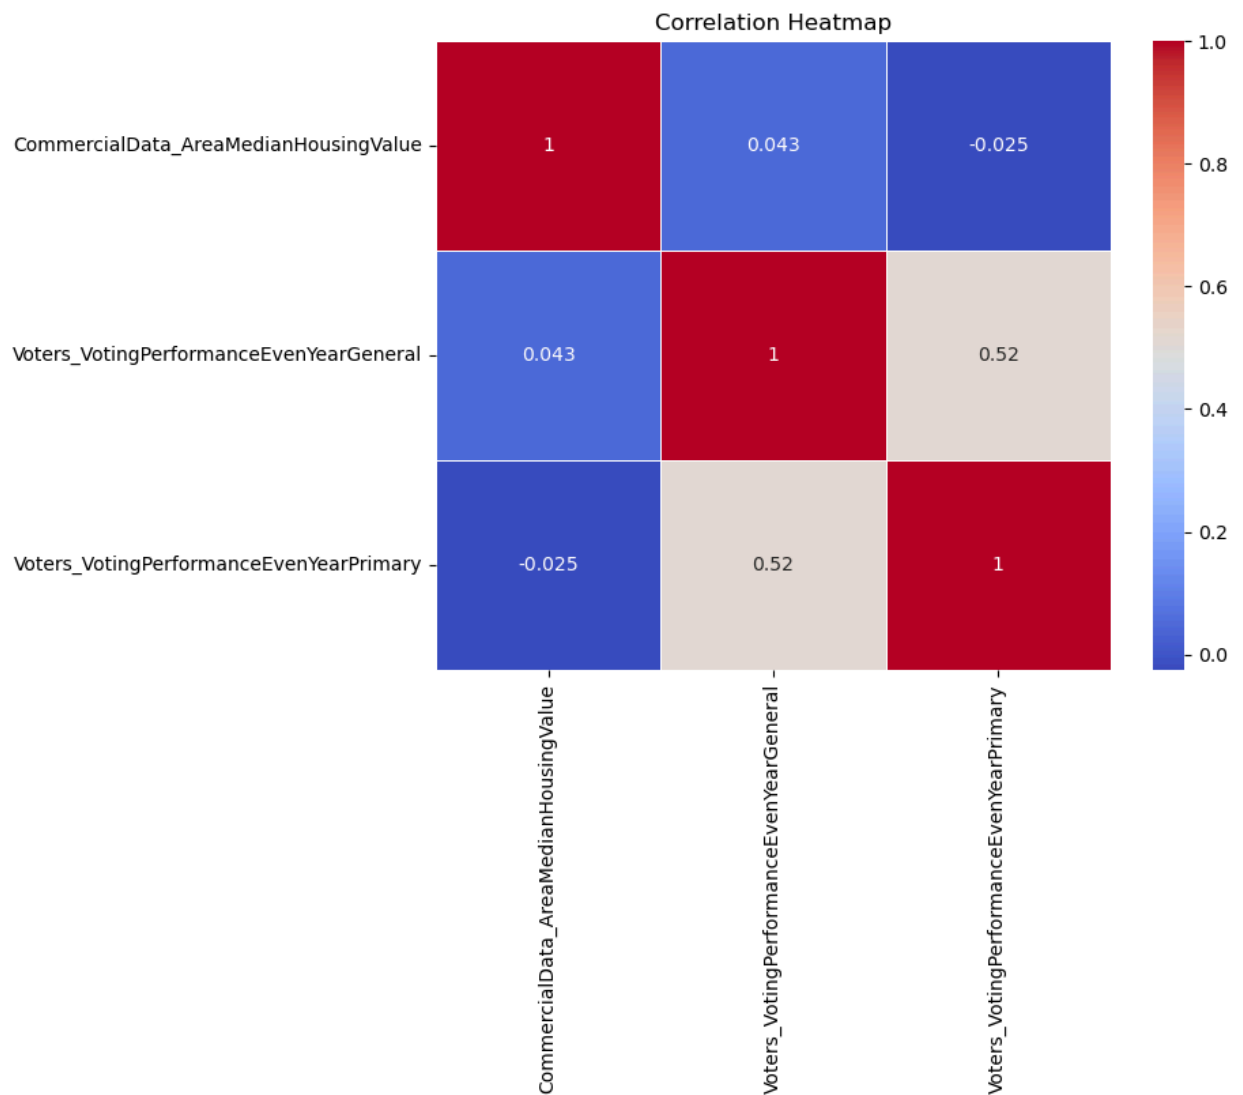 Correlation Heatmap
CommercialData_AreaMedianHousingValue
1
0.043
-0.025
Voters_VotingPerformanceEvenYearGeneral
0.043
1
0.52
Voters_VotingPerformanceEvenYearPrimary
-0.025
0.52
1
CommercialData_AreaMedianHousingValue
Voters_VotingPerformanceEvenYearGeneral
Voters_VotingPerformanceEvenYearPrimary
1.0
0.8
0.6
0.4
0.2
0.0